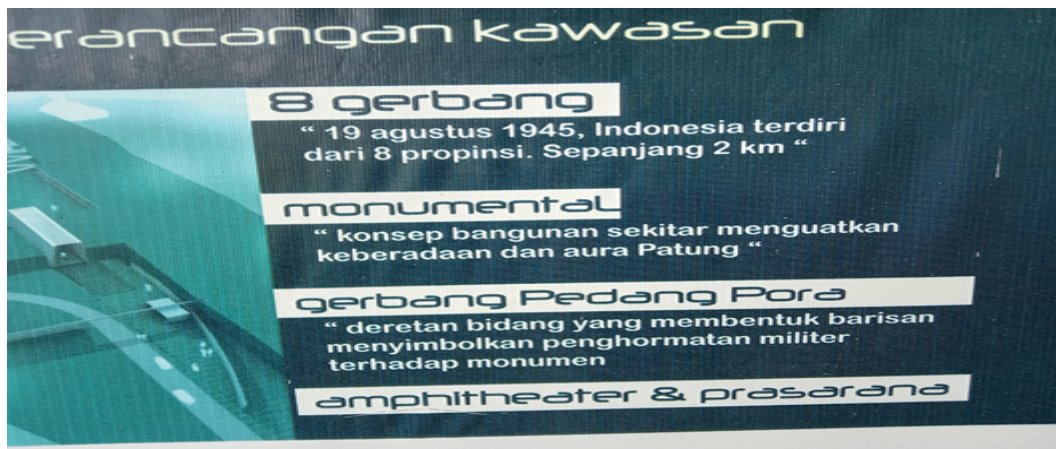 erancangan kawasan
8 gerbang
“ 19 agustus 1945, Indonesia terdiri
dari 8 propinsi. Sepanjang 2 km “
monumental
“ konsep bangunan sekitar menguatkan
keberadaan dan aura Patung “
gerbang Pedang Pora
“ deretan bidang yang membentuk barisan
menyimbolkan penghormatan militer
terhadap monumen
amphitheater & prasarana